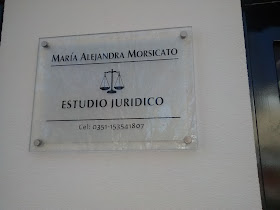 MARÍA ALEJANDRA MORSICATO
ESTUDIO JURIDICO
Cel: 0351-153541807